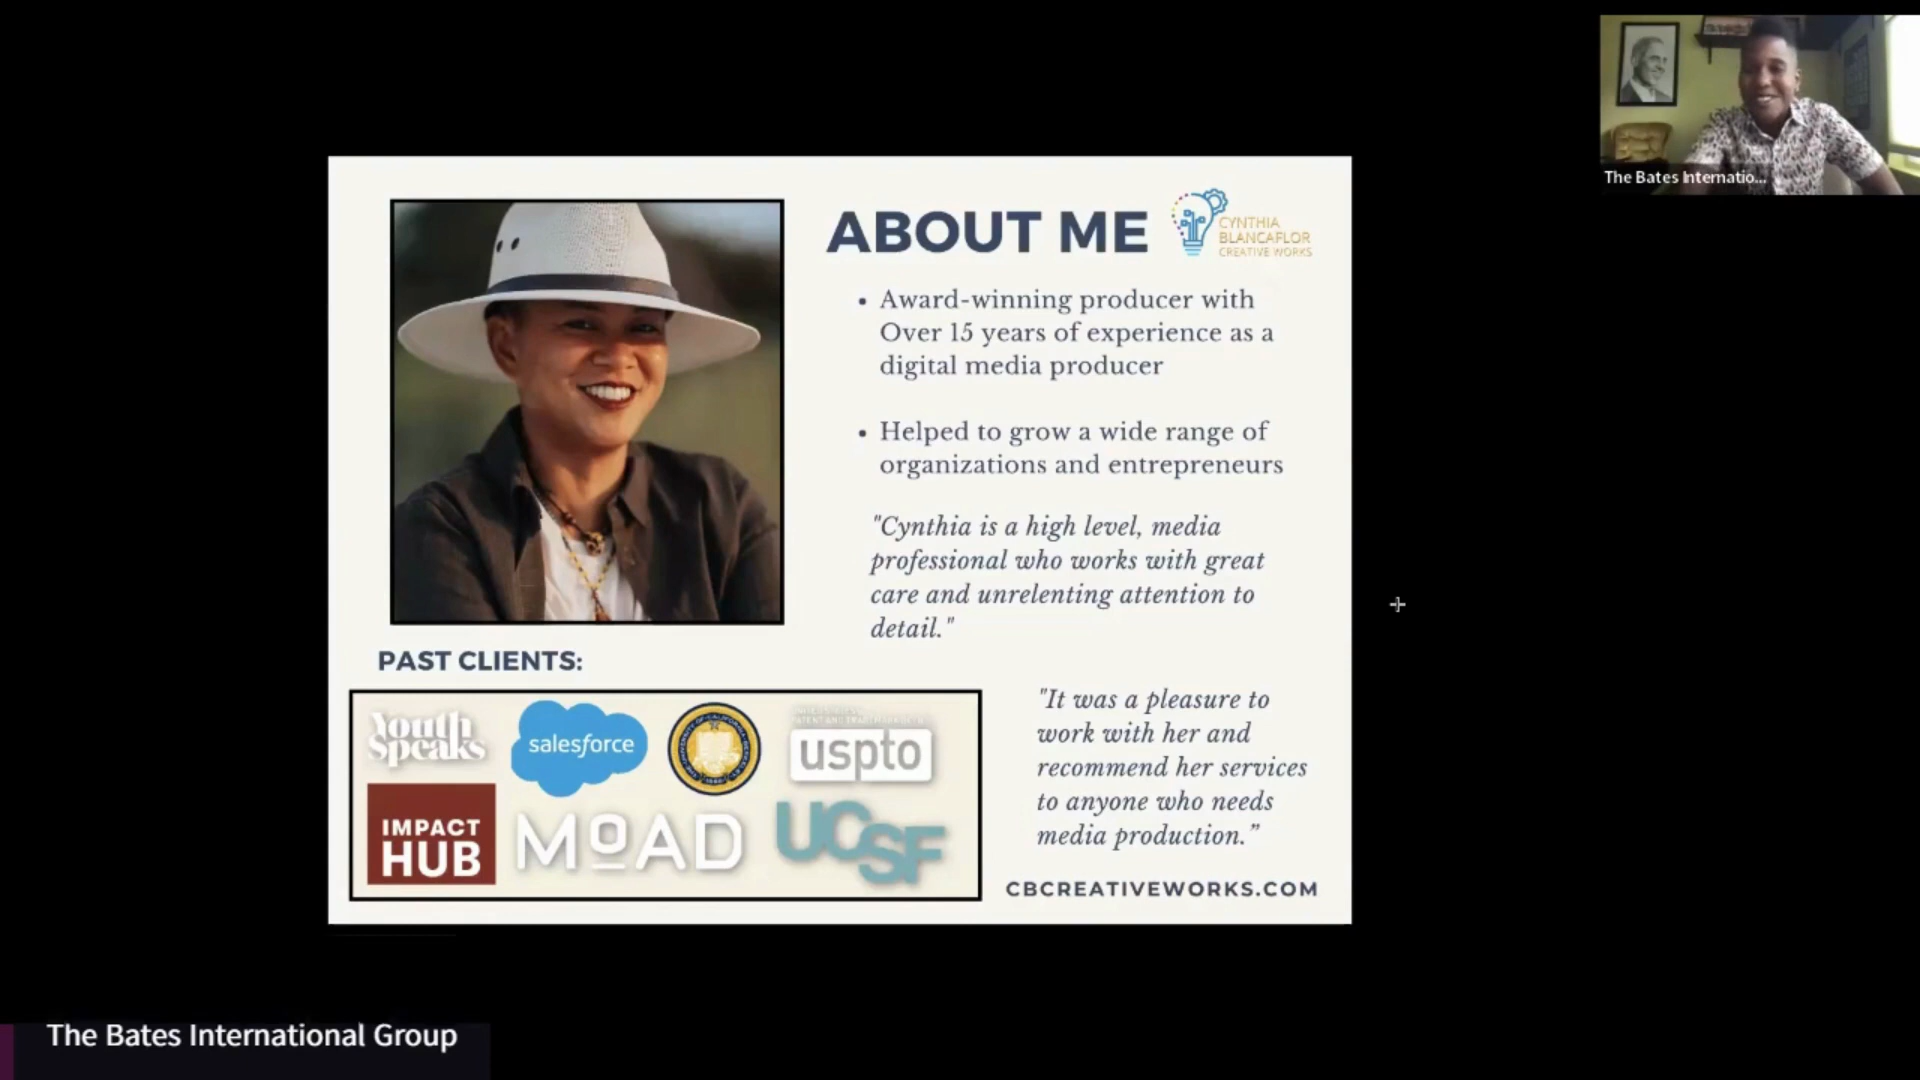 The Bates Internatio...
ABOUT ME
CYNTHIA
BLANCAFLOR
CREATIVE WORKS
• Award-winning producer with
Over 15 years of experience as a
digital media producer
• Helped to grow a wide range of
organizations and entrepreneurs
"Cynthia is a high level, media
professional who works with great
care and unrelenting attention to
detail."
PAST CLIENTS:
Youth
Speaks
salesforce
uspto
IMPACT
HUB
MoAD
UCSF
"It was a pleasure to
work with her and
recommend her services
to anyone who needs
media production.”
CBCREATIVEWORKS.COM
The Bates International Group